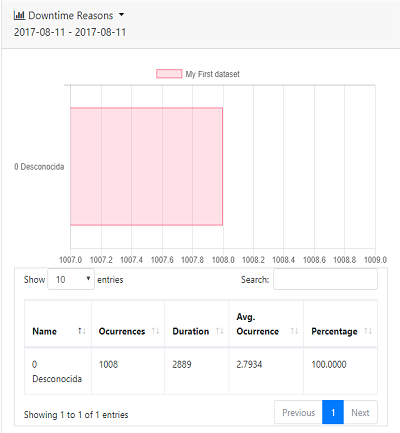 Downtime Reasons
2017-08-11 - 2017-08-11
My First dataset
0 Desconocida
1007.0 1007.2 1007.4 1007.6 1007.8 1008.0 1008.2 1008.4 1008.6 1008.8 1009.0
Show 10 entries Search:
Name Ocurrences Duration Avg. Ocurrence Percentage
0 Desconocida 1008 2889 2.7934 100.0000
Showing 1 to 1 of 1 entries Previous 1 Next